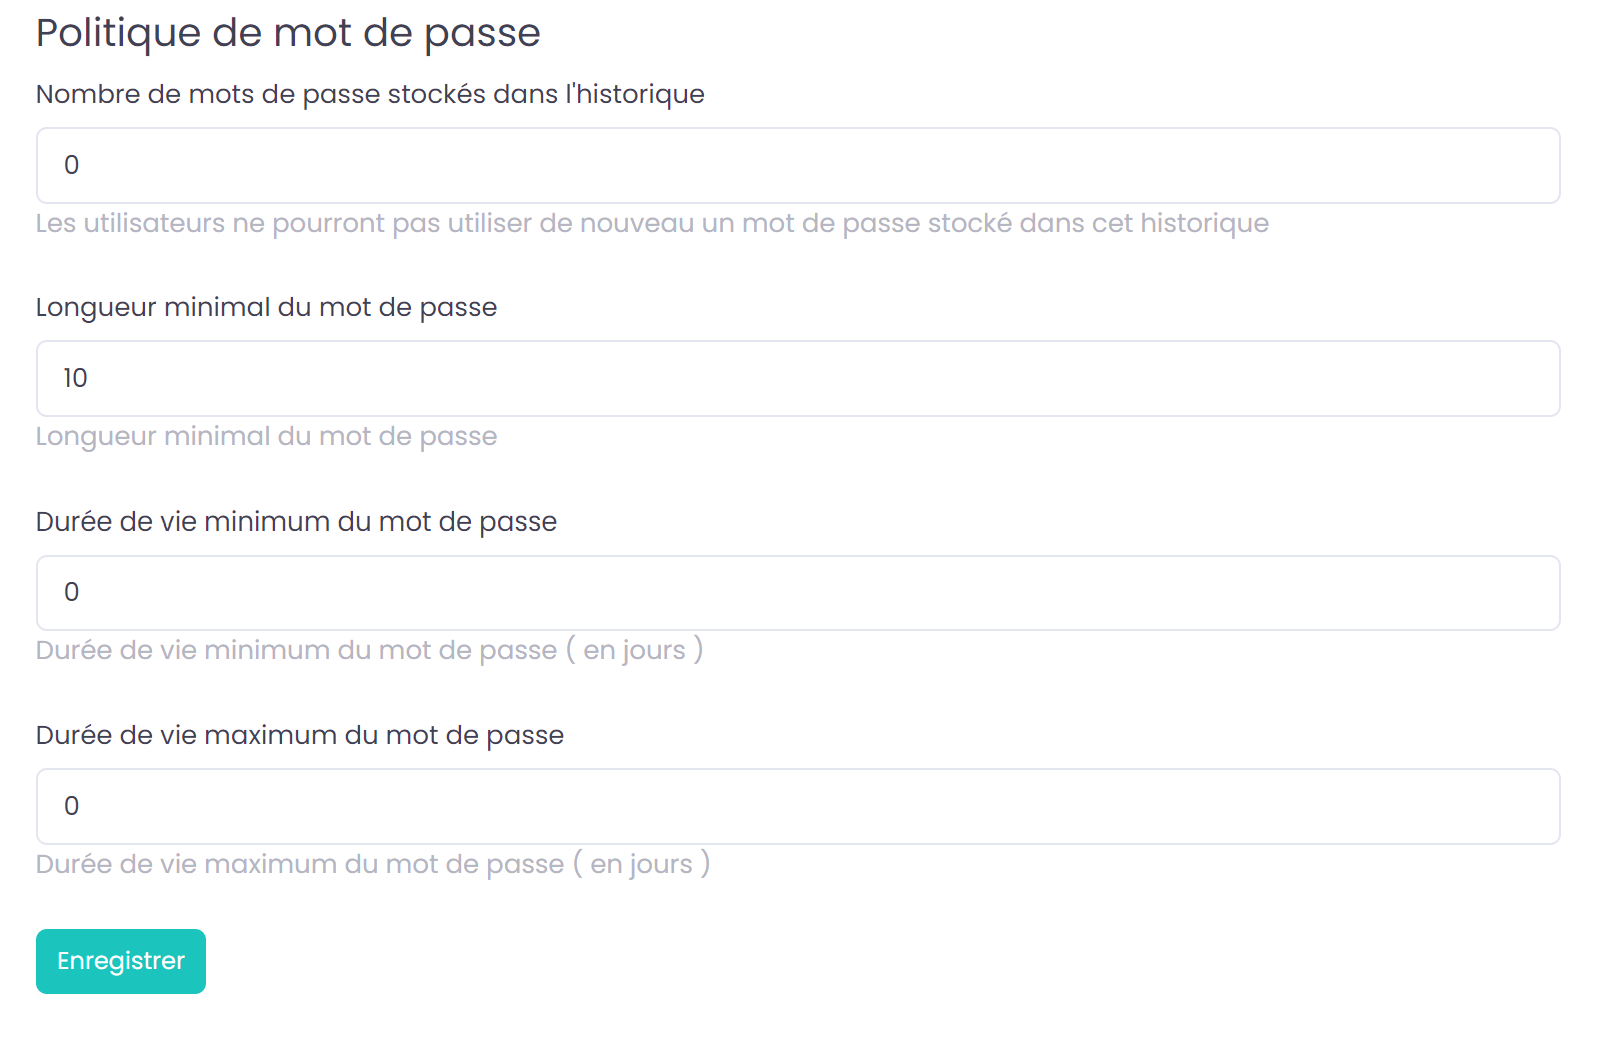 Politique de mot de passe
Nombre de mots de passe stockés dans l'historique
0
Les utilisateurs ne pourront pas utiliser de nouveau un mot de passe stocké dans cet historique
Longueur minimal du mot de passe
10
Longueur minimal du mot de passe
Durée de vie minimum du mot de passe
0
Durée de vie minimum du mot de passe ( en jours )
Durée de vie maximum du mot de passe
0
Durée de vie maximum du mot de passe ( en jours )
Enregistrer